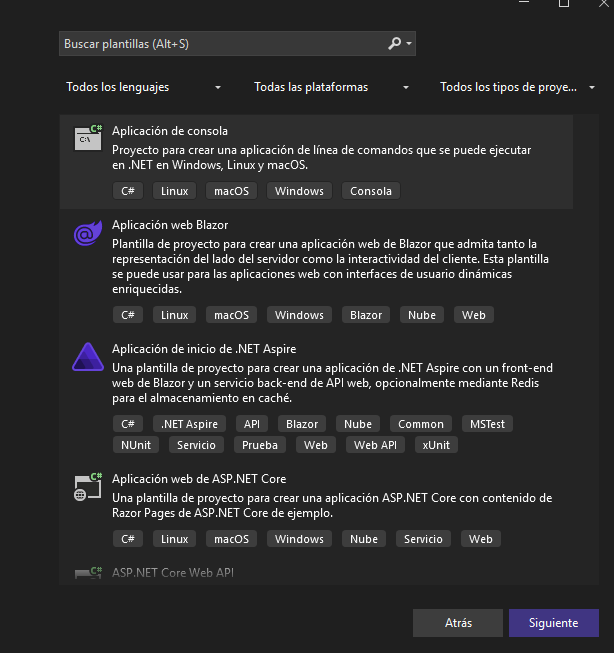 Buscar plantillas (Alt+S)
Todos los lenguajes
Todas las plataformas
Todos los tipos de proye...
C#
C:\
Aplicación de consola
Proyecto para crear una aplicación de línea de comandos que se puede ejecutar
en .NET en Windows, Linux y macOS.
C# Linux macOS Windows Consola
Aplicación web Blazor
Plantilla de proyecto para crear una aplicación web de Blazor que admita tanto la
representación del lado del servidor como la interactividad del cliente. Esta plantilla
se puede usar para las aplicaciones web con interfaces de usuario dinámicas
enriquecidas.
C# Linux macOS Windows Blazor Nube Web
Aplicación de inicio de .NET Aspire
Una plantilla de proyecto para crear una aplicación de .NET Aspire con un front-end
web de Blazor y un servicio back-end de API web, opcionalmente mediante Redis
para el almacenamiento en caché.
C# .NET Aspire API Blazor Nube Common MSTest
NUnit Servicio Prueba Web Web API xUnit
C#
Aplicación web de ASP.NET Core
Una plantilla de proyecto para crear una aplicación ASP.NET Core con contenido de
Razor Pages de ASP.NET Core de ejemplo.
C# Linux macOS Windows Nube Servicio Web
C#
ASP.NET Core Web API
Atrás
Siguiente